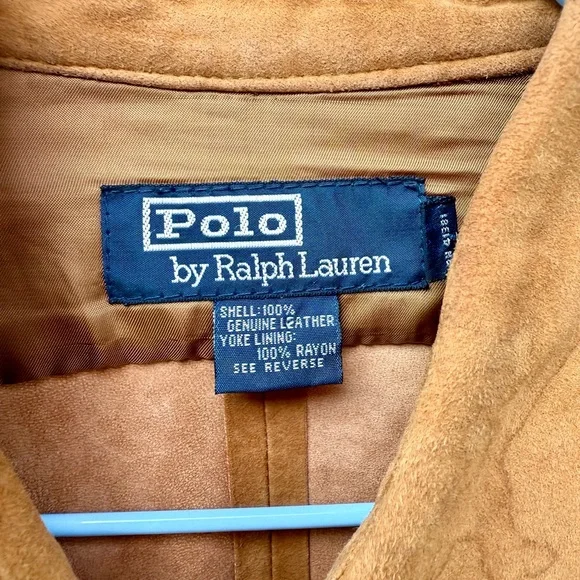 Polo
by Ralph Lauren
SHELL:100%
GENUINE LEATHER
YOKE LINING:
100% RAYON
SEE REVERSE